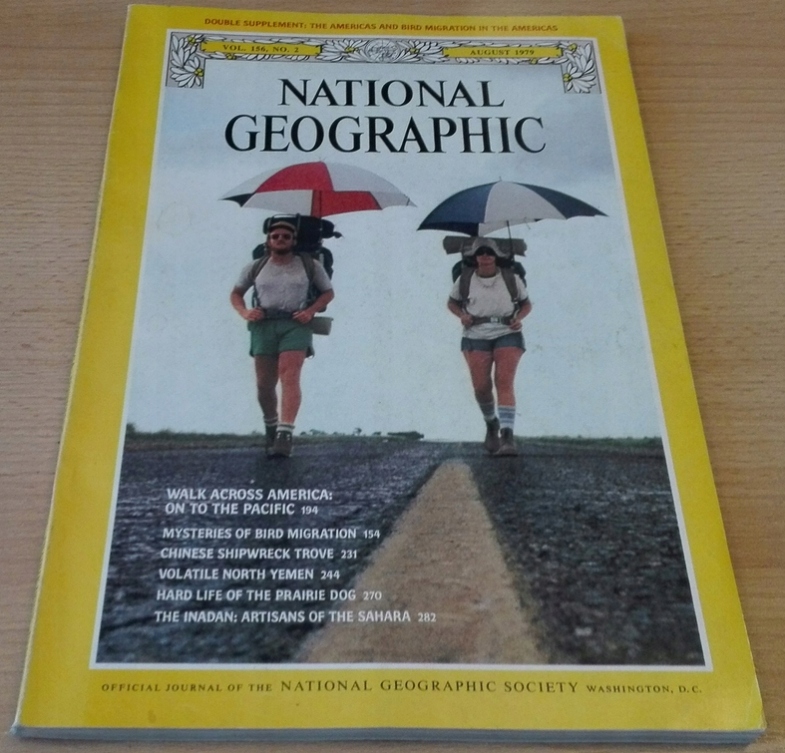 DOUBLE SUPPLEMENT: THE AMERICAS AND BIRD MIGRATION IN THE AMERICAS
VOL. 156, NO. 2
AUGUST 1979
NATIONAL
GEOGRAPHIC
WALK ACROSS AMERICA:
ON TO THE PACIFIC 194
MYSTERIES OF BIRD MIGRATION 154
CHINESE SHIPWRECK TROVE 231
VOLATILE NORTH YEMEN 244
HARD LIFE OF THE PRAIRIE DOG 270
THE INADAN: ARTISANS OF THE SAHARA 282
OFFICIAL JOURNAL OF THE NATIONAL GEOGRAPHIC SOCIETY WASHINGTON, D.C.